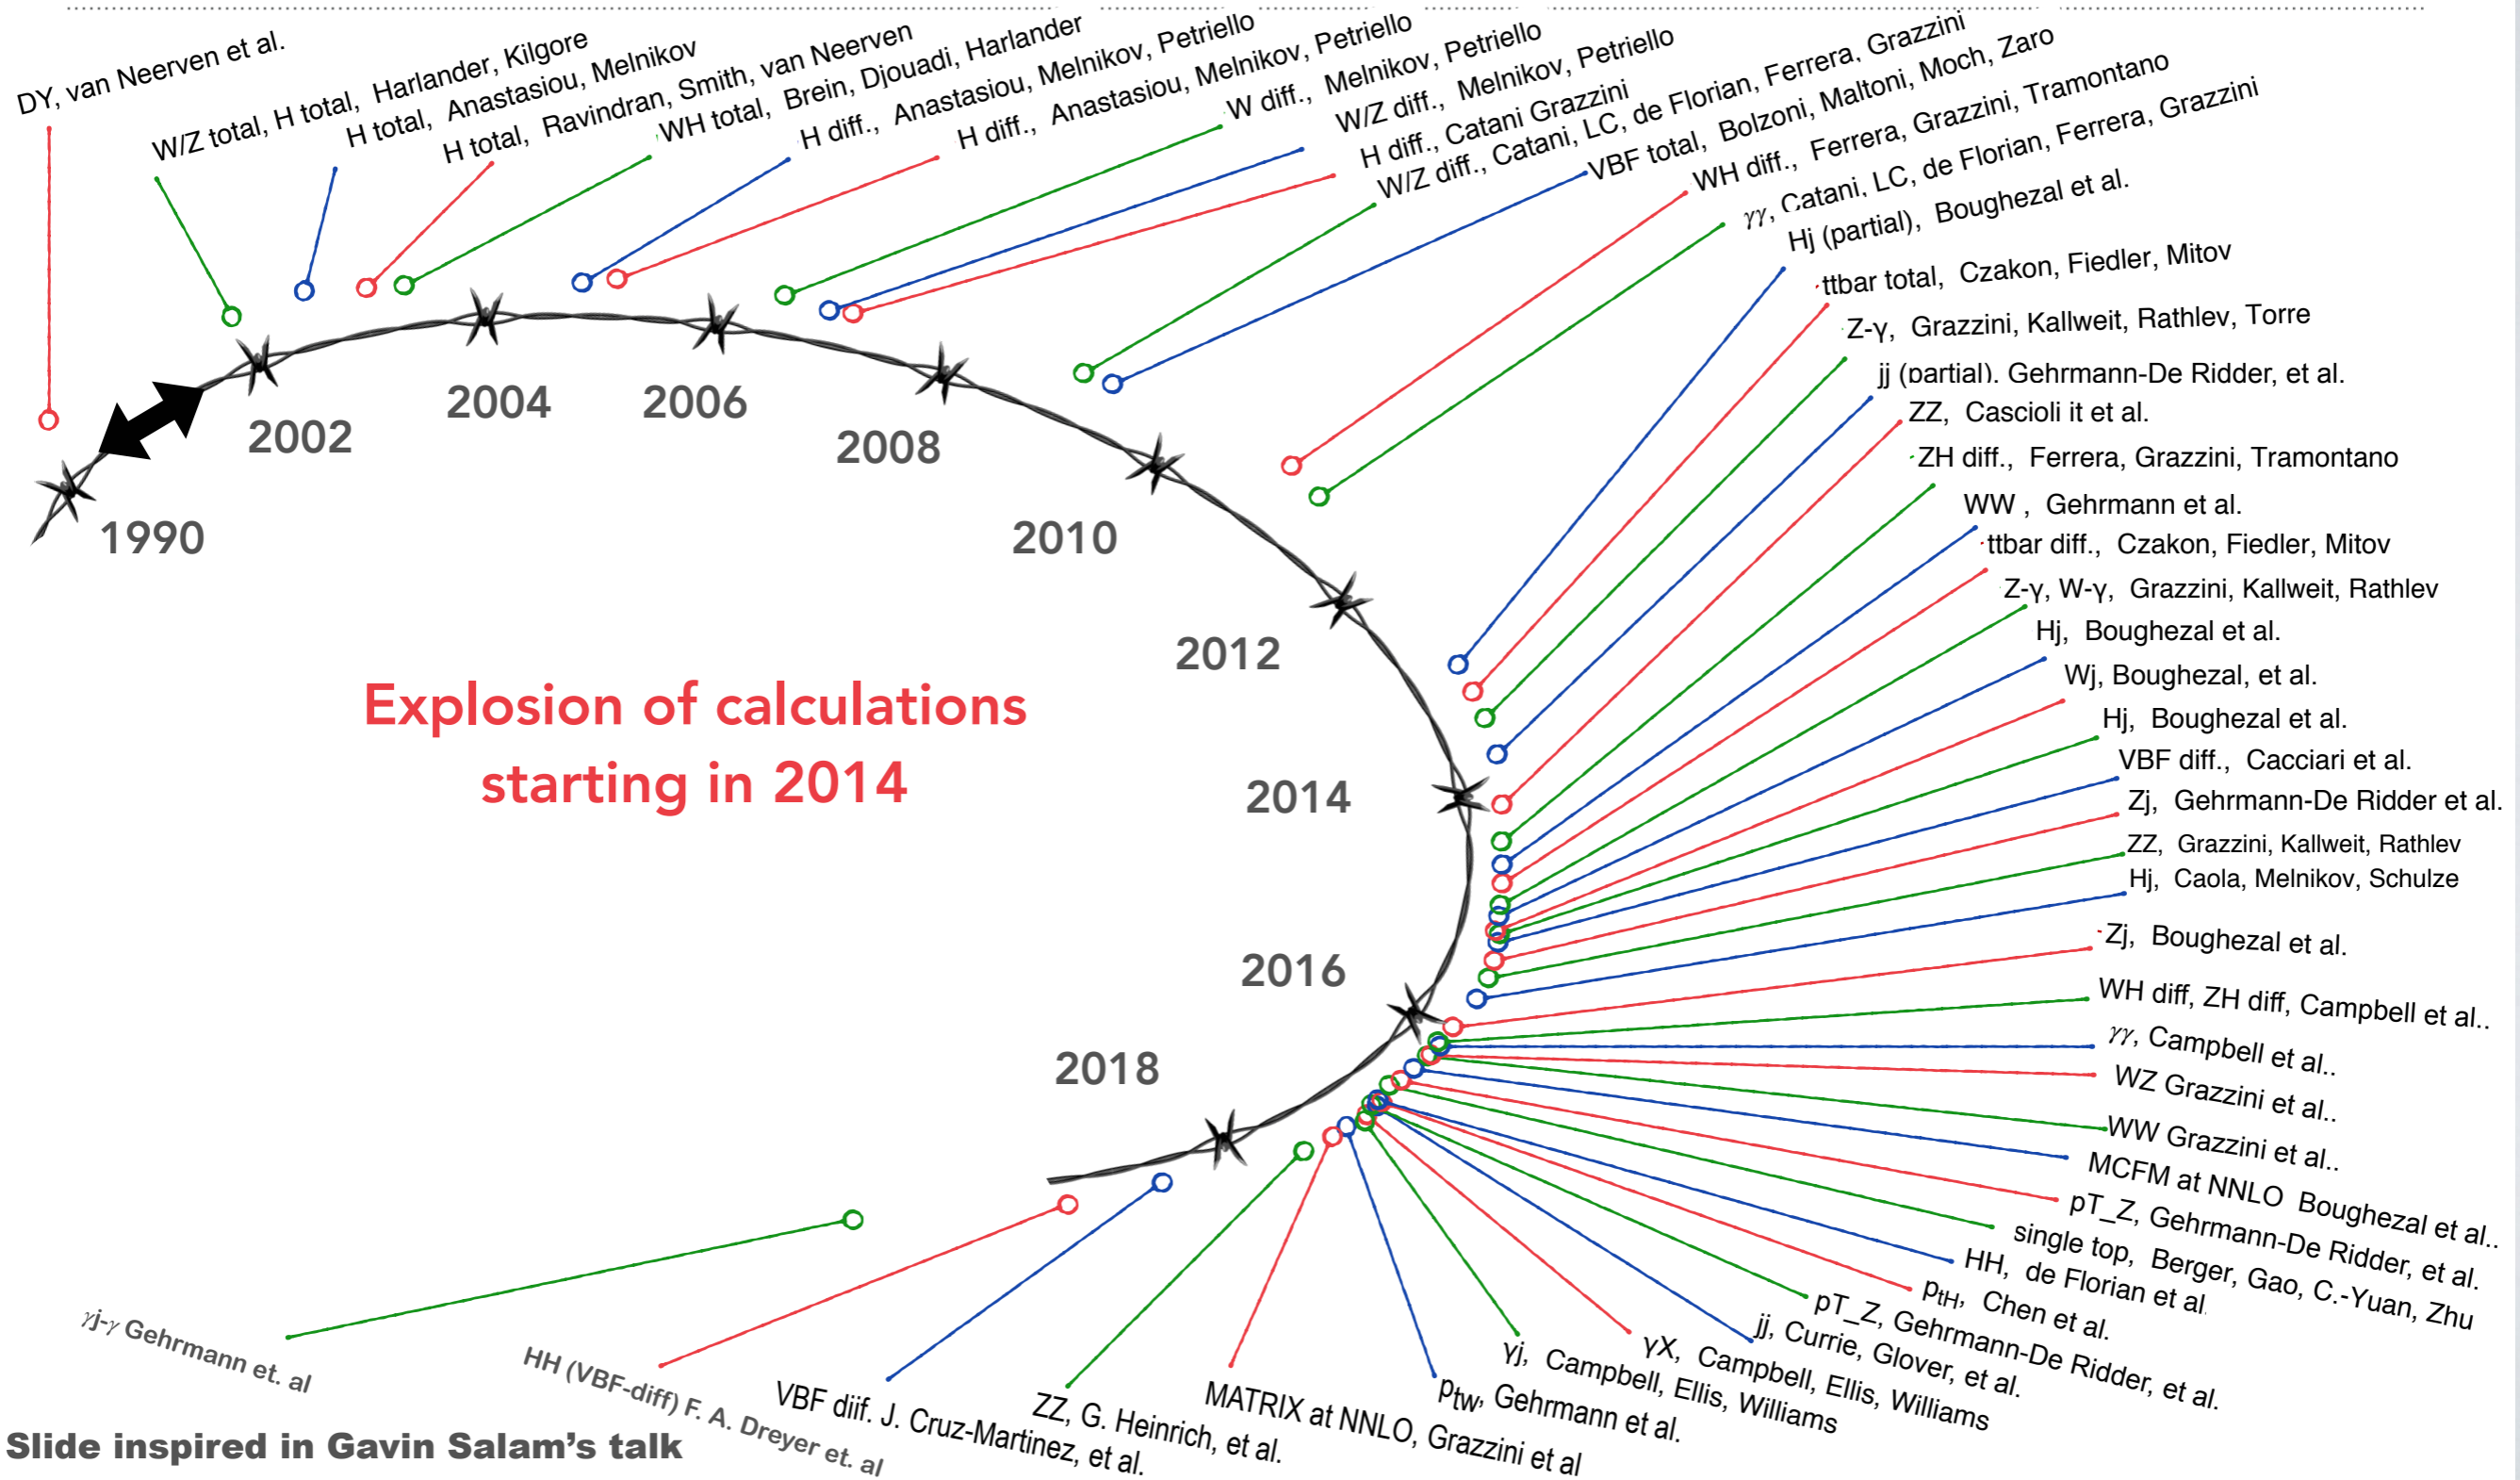 DY, van Neerven et al.
W/Z total, H total, Harlander, Kilgore
H total, Anastasiou, Melnikov
H total, Ravindran, Smith, van Neerven
WH total, Brein, Djouadi, Harlander
H diff., Anastasiou, Melnikov, Petriello
H diff., Anastasiou, Melnikov, Petriello
W diff., Melnikov, Petriello
W/Z diff., Melnikov, Petriello
H diff., Catani Grazzini
W/Z diff., Catani, LC, de Florian, Ferrera, Grazzini
VBF total, Bolzoni, Maltoni, Moch, Zaro
WH diff., Ferrera, Grazzini, Tramontano
γγ, Catani, LC, de Florian, Ferrera, Grazzini
Hj (partial), Boughezal et al.
ttbar total, Czakon, Fiedler, Mitov
Z-γ, Grazzini, Kallweit, Rathlev, Torre
jj (partial). Gehrmann-De Ridder, et al.
ZZ, Cascioli it et al.
ZH diff., Ferrera, Grazzini, Tramontano
WW , Gehrmann et al.
ttbar diff., Czakon, Fiedler, Mitov
Z-γ, W-γ, Grazzini, Kallweit, Rathlev
Hj, Boughezal et al.
Wj, Boughezal, et al.
Hj, Boughezal et al.
VBF diff., Cacciari et al.
Zj, Gehrmann-De Ridder et al.
ZZ, Grazzini, Kallweit, Rathlev
Hj, Caola, Melnikov, Schulze
Zj, Boughezal et al.
WH diff, ZH diff, Campbell et al..
γγ, Campbell et al..
WZ Grazzini et al..
WW Grazzini et al..
MCFM at NNLO Boughezal et al..
pT_Z, Gehrmann-De Ridder, et al.
single top, Berger, Gao, C.-Yuan, Zhu
HH, de Florian et al.
ptH, Chen et al.
pT_Z, Gehrmann-De Ridder, et al.
jj, Currie, Glover, et al.
γX, Campbell, Ellis, Williams
γj, Campbell, Ellis, Williams
ptw, Gehrmann et al.
MATRIX at NNLO, Grazzini et al
ZZ, G. Heinrich, et al.
VBF diif. J. Cruz-Martinez, et al.
HH (VBF-diff) F. A. Dreyer et. al
γj-γ Gehrmann et. al
1990
2002
2004
2006
2008
2010
2012
2014
2016
2018
Explosion of calculations
starting in 2014
Slide inspired in Gavin Salam's talk